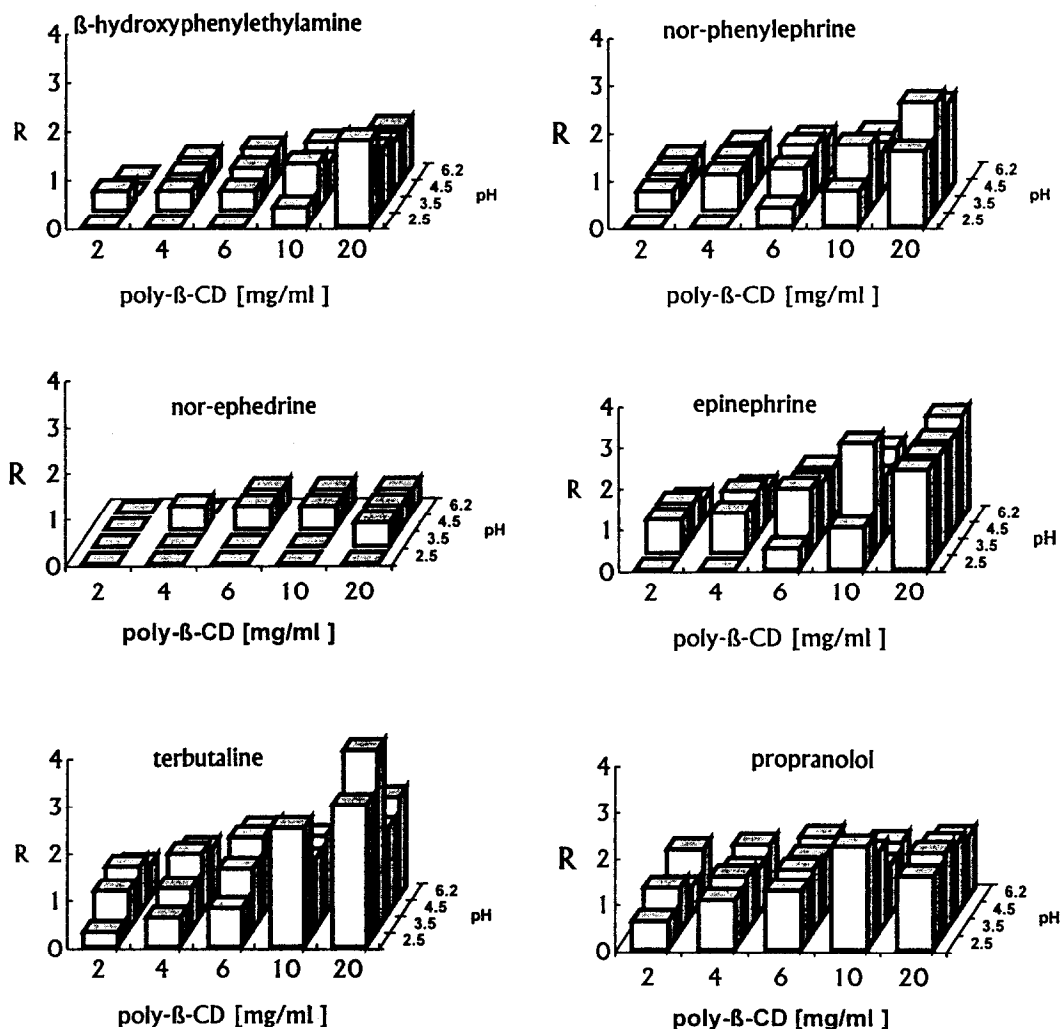 ß-hydroxyphenylethylamine
4
3
2
1
0
R
2 4 6 10 20
6.2
4.5
3.5
2.5
pH
poly-ß-CD [mg/ml ]
nor-phenylephrine
4
3
2
1
0
R
2 4 6 10 20
6.2
4.5
3.5
2.5
pH
poly-ß-CD [mg/ml ]
nor-ephedrine
4
3
2
1
0
R
2 4 6 10 20
6.2
4.5
3.5
2.5
pH
poly-ß-CD [mg/ml ]
epinephrine
4
3
2
1
0
R
2 4 6 10 20
6.2
4.5
3.5
2.5
pH
poly-ß-CD [mg/ml ]
terbutaline
4
3
2
1
0
R
2 4 6 10 20
6.2
4.5
3.5
2.5
pH
poly-ß-CD [mg/ml ]
propranolol
4
3
2
1
0
R
2 4 6 10 20
6.2
4.5
3.5
2.5
pH
poly-ß-CD [mg/ml ]